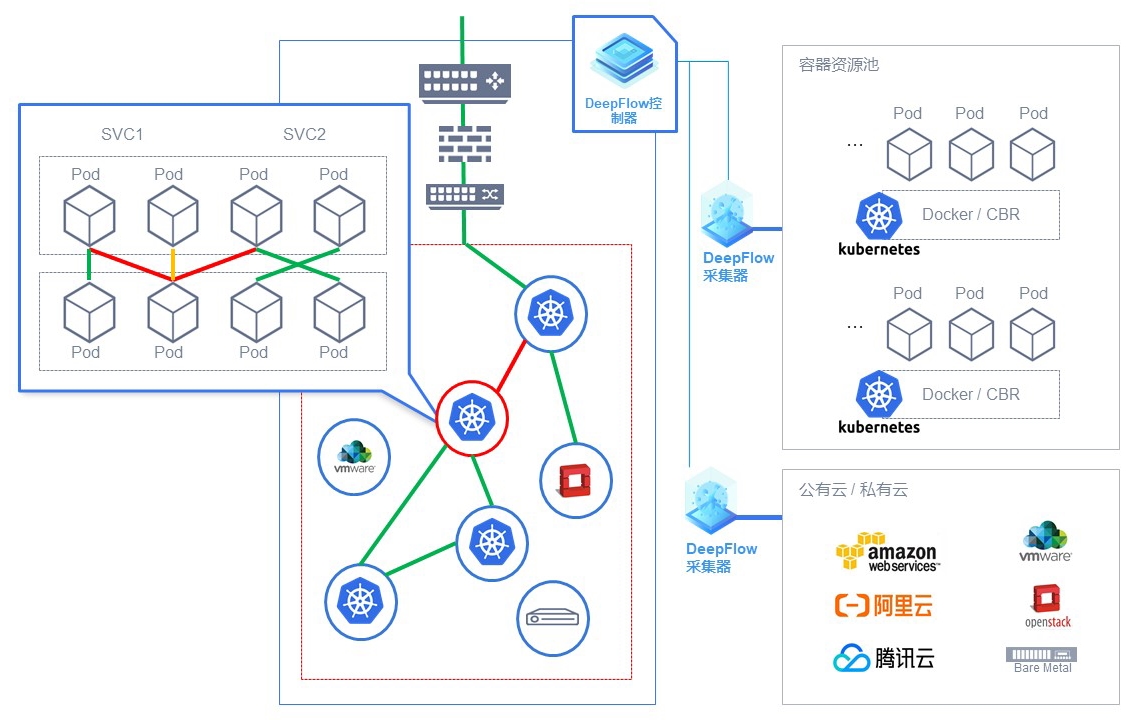 DeepFlow控
制器
SVC1
SVC2
Pod
Pod
Pod
Pod
Pod
Pod
Pod
Pod
vmware
DeepFlow
采集器
DeepFlow
采集器
容器资源池
Pod
Pod
Pod
...
Docker / CBR
kubernetes
Pod
Pod
Pod
...
Docker / CBR
kubernetes
公有云 / 私有云
amazon
web services™
vmware
阿里云
openstack
腾讯云
Bare Metal